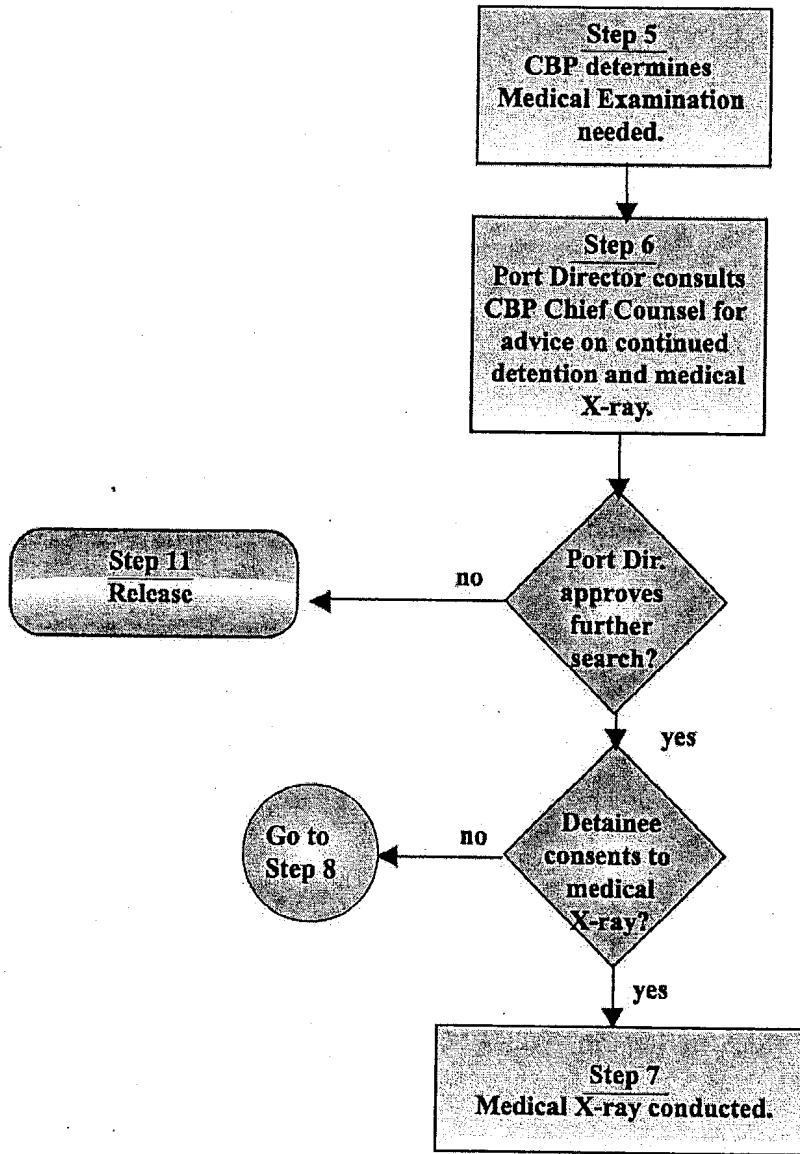 Step 5
CBP determines
Medical Examination
needed.
Step 6
Port Director consults
CBP Chief Counsel for
advice on continued
detention and medical
X-ray.
Port Dir.
approves
further
search?
no
Step 11
Release
yes
Detainee
consents to
medical
X-ray?
no
Go to
Step 8
yes
Step 7
Medical X-ray conducted.